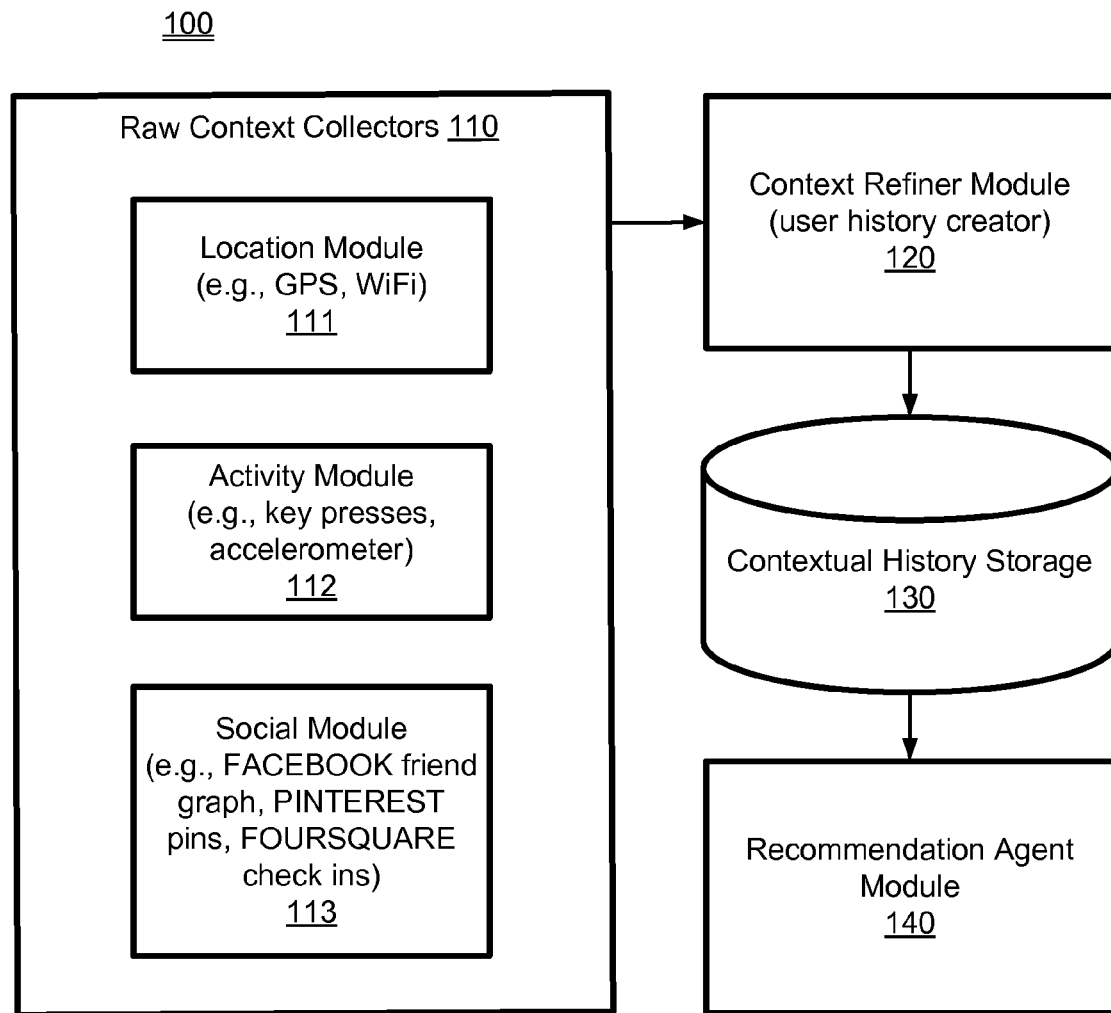 100
Raw Context Collectors 110
Location Module
(e.g., GPS, WiFi)
111
Activity Module
(e.g., key presses,
accelerometer)
112
Social Module
(e.g., FACEBOOK friend
graph, PINTEREST
pins, FOURSQUARE
check ins)
113
Context Refiner Module
(user history creator)
120
Contextual History Storage
130
Recommendation Agent
Module
140